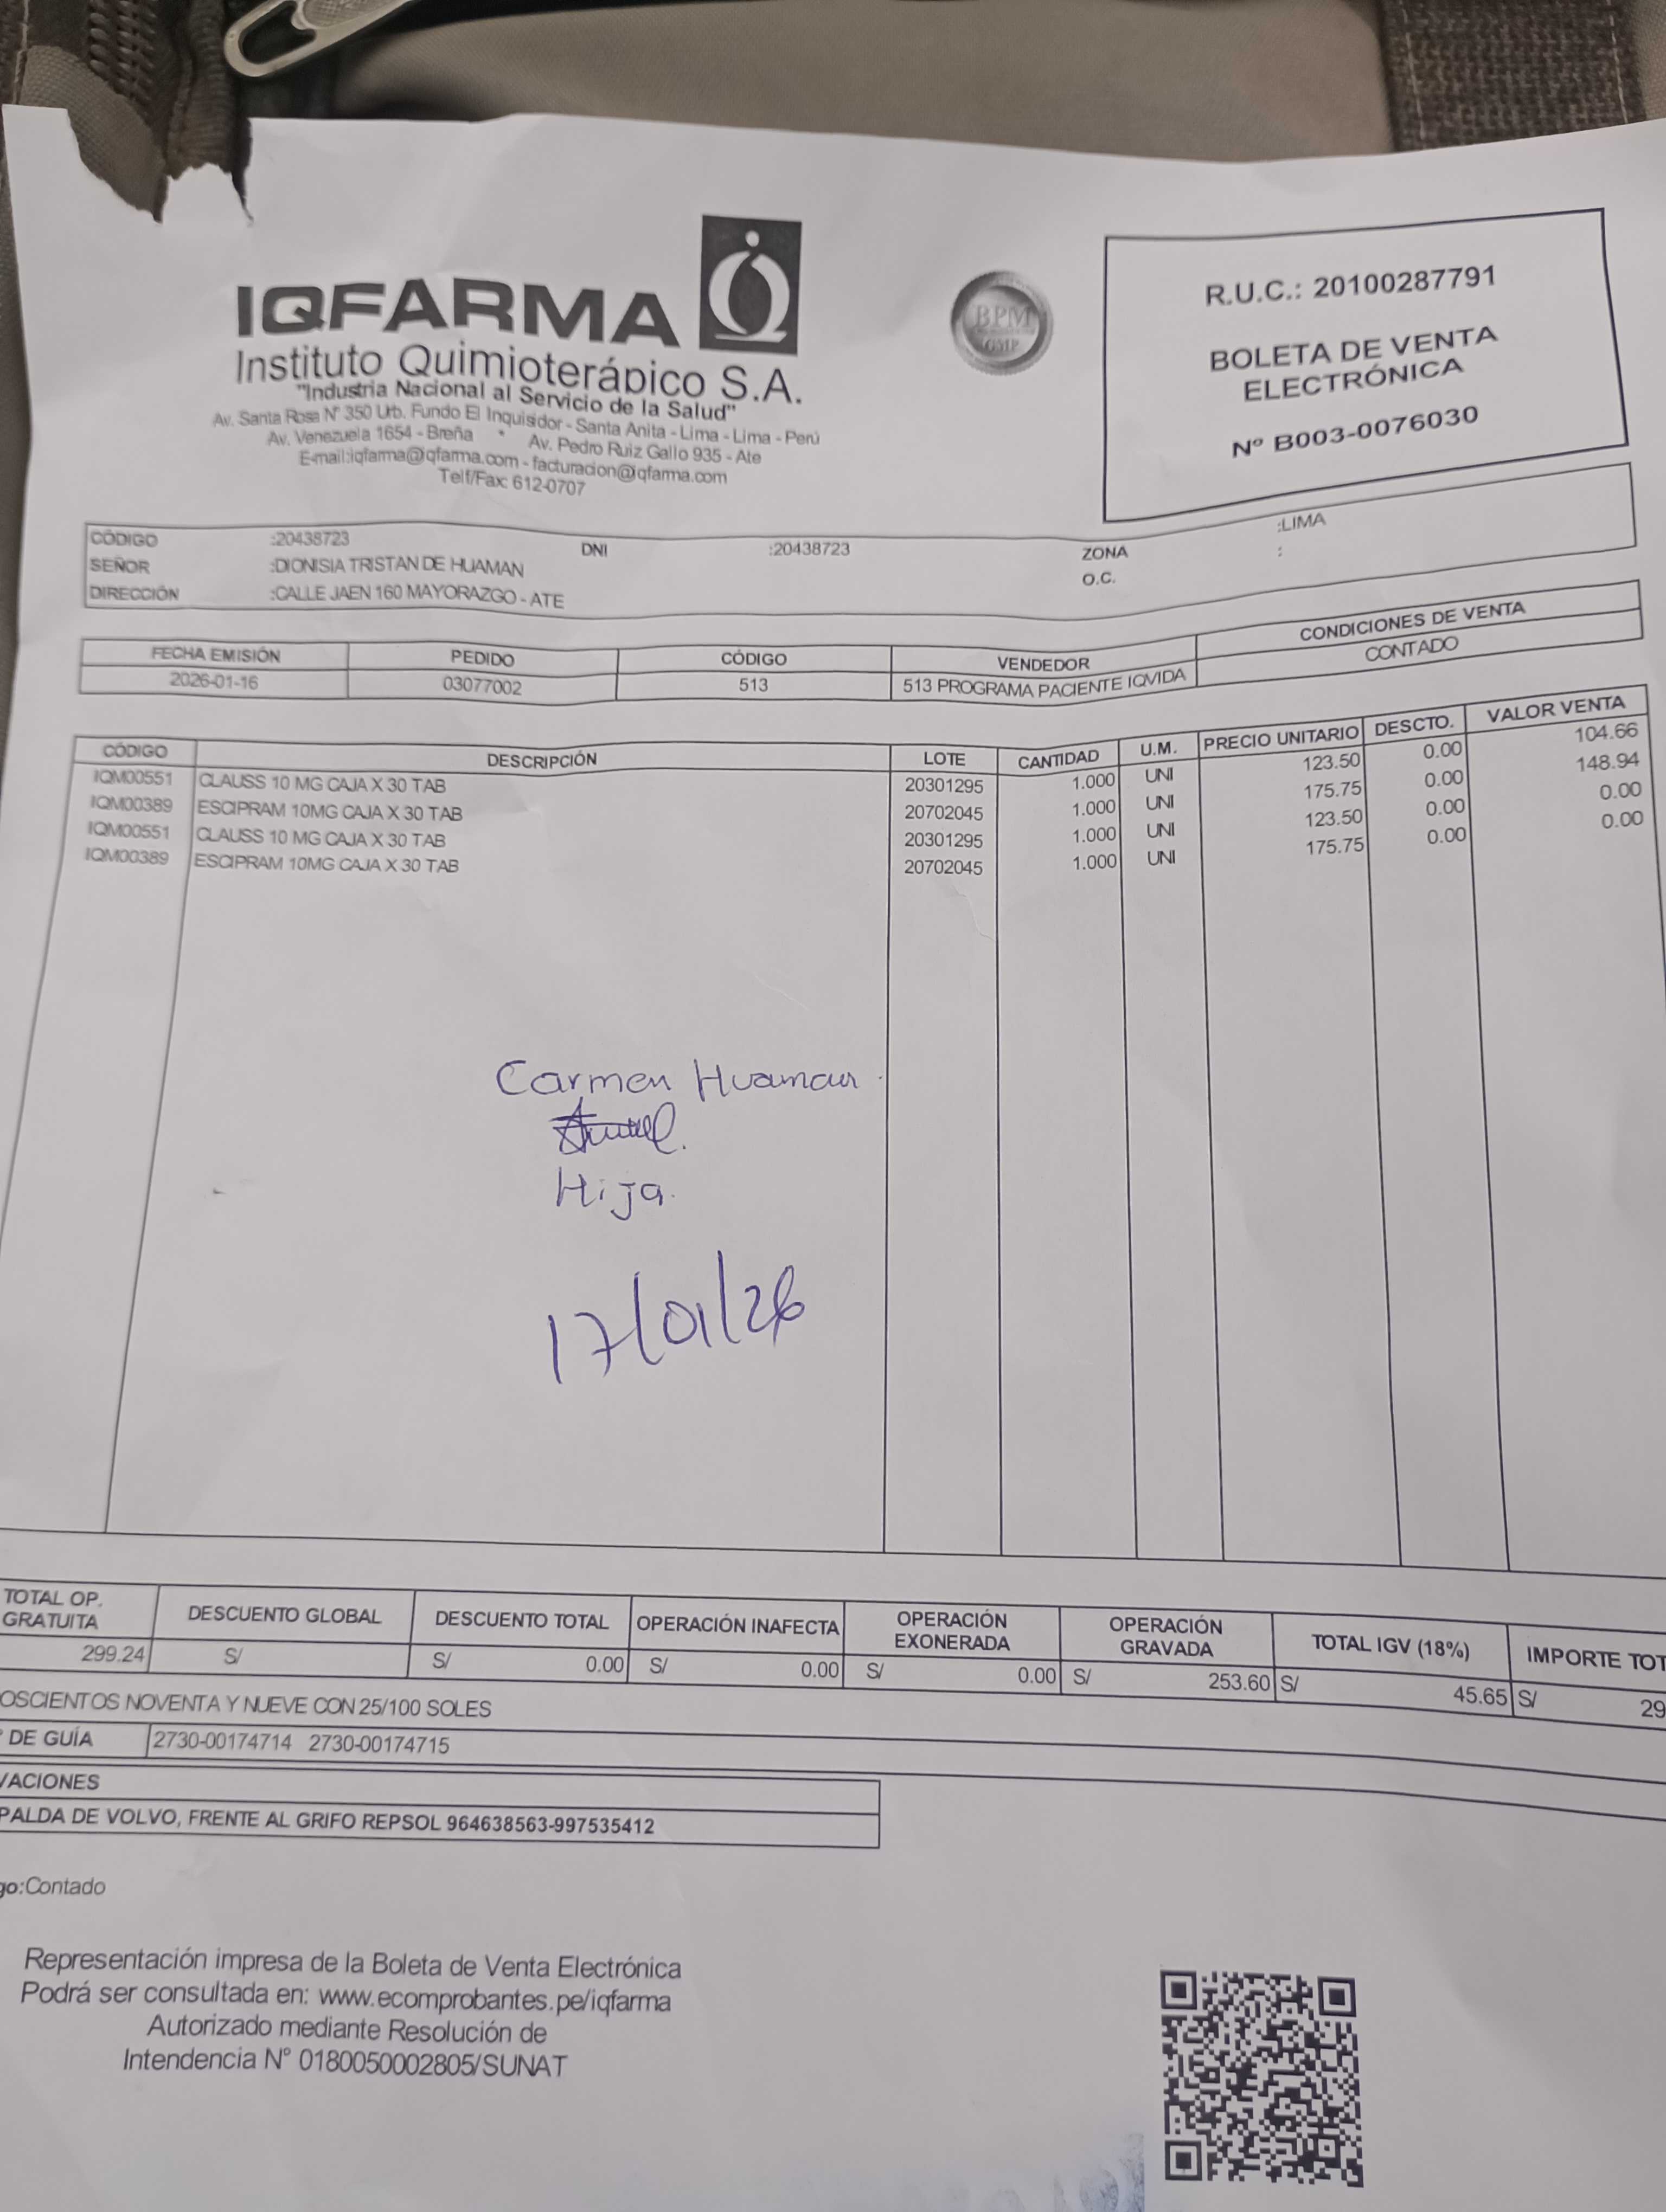 IQFARMA
Instituto Quimioterápico S.A.
"Industria Nacional al Servicio de la Salud"
Av. Santa Rosa N° 350 Urb. Fundo El Inquisidor - Santa Anita - Lima - Lima - Perú
Av. Venezuela 1654 - Breña * Av. Pedro Ruiz Gallo 935 - Ate
E-mail:iqfarma@iqfarma.com - facturacion@iqfarma.com
Telf/Fax: 612-0707
BPM
GMP
R.U.C.: 20100287791
BOLETA DE VENTA
ELECTRÓNICA
N° B003-0076030
CÓDIGO :20438723 DNI :20438723 ZONA :LIMA
SEÑOR :DIONISIA TRISTAN DE HUAMAN O.C. :
DIRECCIÓN :CALLE JAEN 160 MAYORAZGO - ATE
FECHA EMISIÓN PEDIDO CÓDIGO VENDEDOR CONDICIONES DE VENTA
2026-01-16 03077002 513 513 PROGRAMA PACIENTE IQVIDA CONTADO
CÓDIGO DESCRIPCIÓN LOTE CANTIDAD U.M. PRECIO UNITARIO DESCTO. VALOR VENTA
IQM00551 CLAUSS 10 MG CAJA X 30 TAB 20301295 1.000 UNI 123.50 0.00 104.66
IQM00389 ESCIPRAM 10MG CAJA X 30 TAB 20702045 1.000 UNI 175.75 0.00 148.94
IQM00551 CLAUSS 10 MG CAJA X 30 TAB 20301295 1.000 UNI 123.50 0.00 0.00
IQM00389 ESCIPRAM 10MG CAJA X 30 TAB 20702045 1.000 UNI 175.75 0.00 0.00
Carmen Huaman
Hija.
17/01/26
TOTAL OP. GRATUITA DESCUENTO GLOBAL DESCUENTO TOTAL OPERACIÓN INAFECTA OPERACIÓN EXONERADA OPERACIÓN GRAVADA TOTAL IGV (18%) IMPORTE TOT
299.24 S/ S/ 0.00 S/ 0.00 S/ 0.00 S/ 253.60 S/ 45.65 S/ 29
OSCIENTOS NOVENTA Y NUEVE CON 25/100 SOLES
DE GUÍA 2730-00174714 2730-00174715
VACIONES
PALDA DE VOLVO, FRENTE AL GRIFO REPSOL 964638563-997535412
go:Contado
Representación impresa de la Boleta de Venta Electrónica
Podrá ser consultada en: www.ecomprobantes.pe/iqfarma
Autorizado mediante Resolución de
Intendencia N° 0180050002805/SUNAT